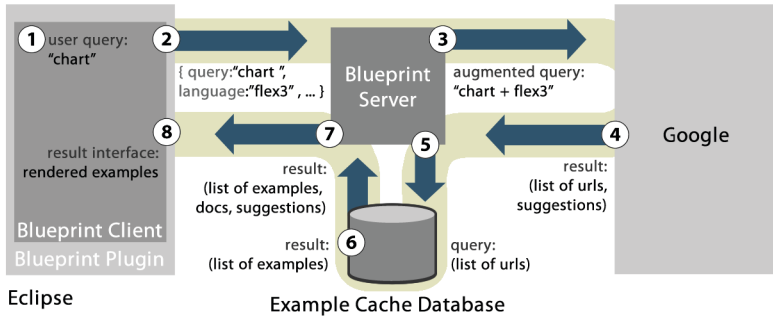 1 user query:
"chart"
2
{ query:"chart ",
language:"flex3" , ... }
Blueprint
Server
3
augmented query:
"chart + flex3"
Google
4
result:
(list of urls,
suggestions)
5
query:
(list of urls)
6
result:
(list of examples)
7
result:
(list of examples,
docs, suggestions)
8
result interface:
rendered examples
Blueprint Client
Blueprint Plugin
Eclipse
Example Cache Database